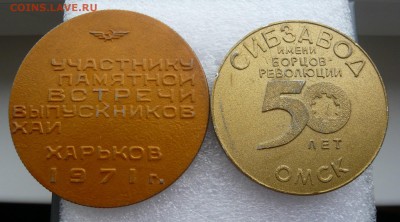 COINS.LAVE.RU
УЧАСТНИКУ
ПАМЯТНОЙ
ВСТРЕЧИ
ВЫПУСКНИКОВ
ХАИ
ХАРЬКОВ
1971 г.
СИБЗАВОД
ИМЕНИ
БОРЦОВ
РЕВОЛЮЦИИ
50
ЛЕТ
ОМСК